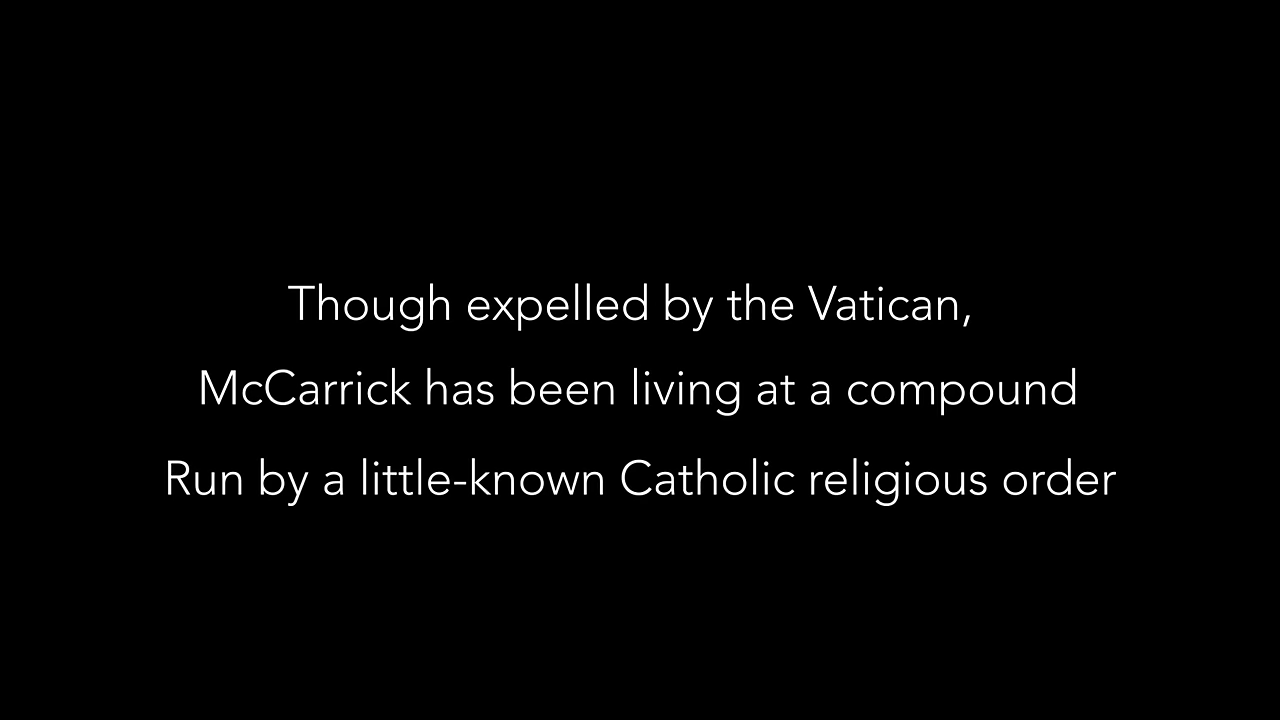 Though expelled by the Vatican,
McCarrick has been living at a compound
Run by a little-known Catholic religious order